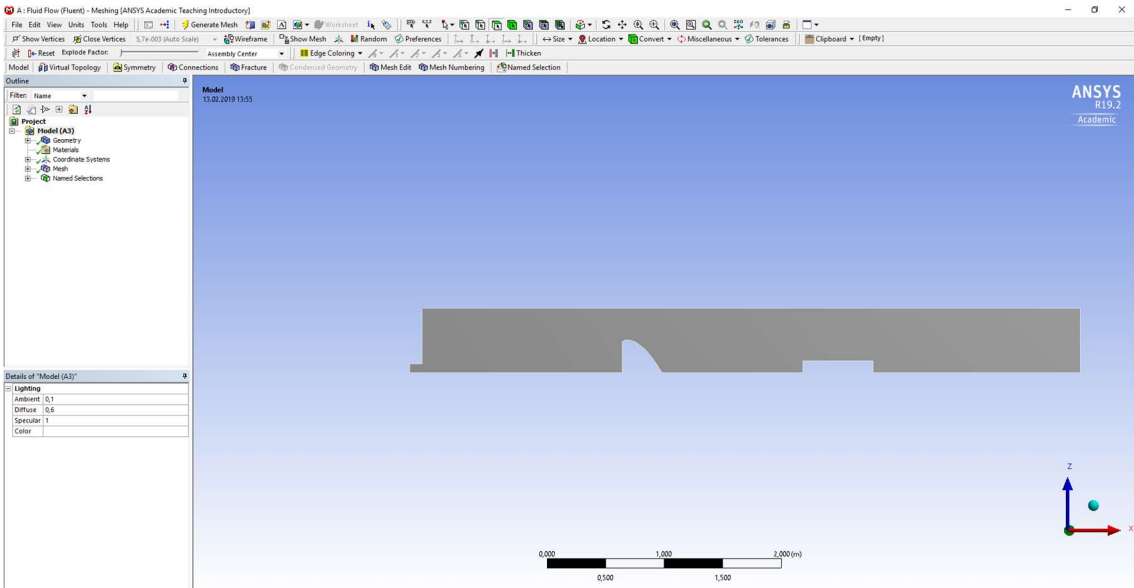 A : Fluid Flow (Fluent) - Meshing [ANSYS Academic Teaching Introductory]
File Edit View Units Tools Help Generate Mesh Worksheet
Show Vertices Close Vertices 5,7e-003 (Auto Scale) Wireframe Show Mesh Random Preferences Size Location Convert Miscellaneous Tolerances Clipboard [Empty]
Reset Explode Factor: Assembly Center Edge Coloring Thicken
Model Virtual Topology Symmetry Connections Fracture Condensed Geometry Mesh Edit Mesh Numbering Named Selection
Outline
Filter: Name
Project
Model (A3)
Geometry
Materials
Coordinate Systems
Mesh
Named Selections
Details of "Model (A3)"
Lighting
Ambient 0,1
Diffuse 0,6
Specular 1
Color
Model
13.02.2019 13:55
ANSYS
R19.2
Academic
Z
X
0,000 1,000 2,000 (m)
0,500 1,500